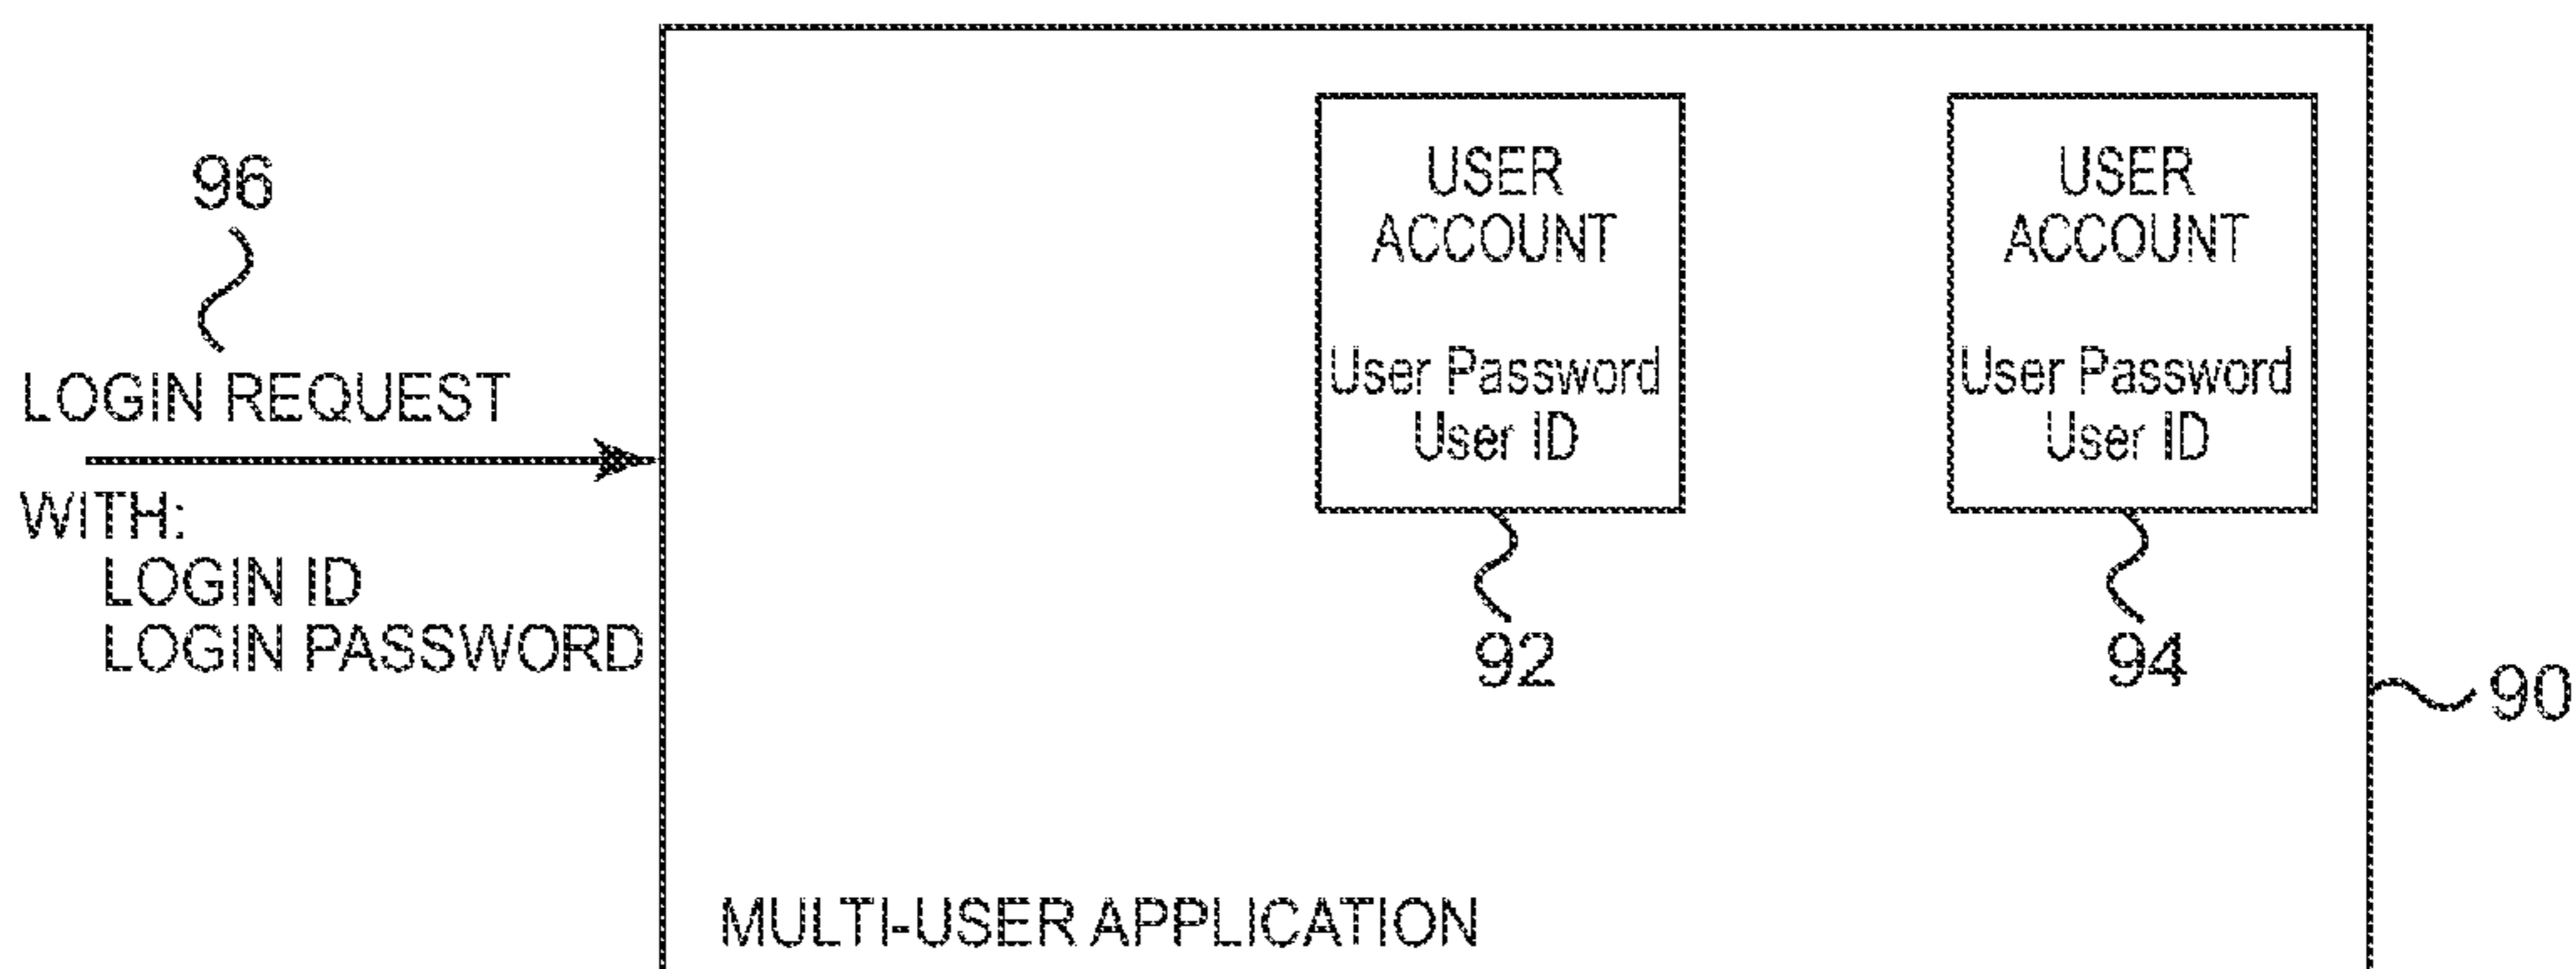 96
LOGIN REQUEST
WITH:
LOGIN ID
LOGIN PASSWORD
USER
ACCOUNT
User Password
User ID
92
USER
ACCOUNT
User Password
User ID
94
90
MULTI-USER APPLICATION